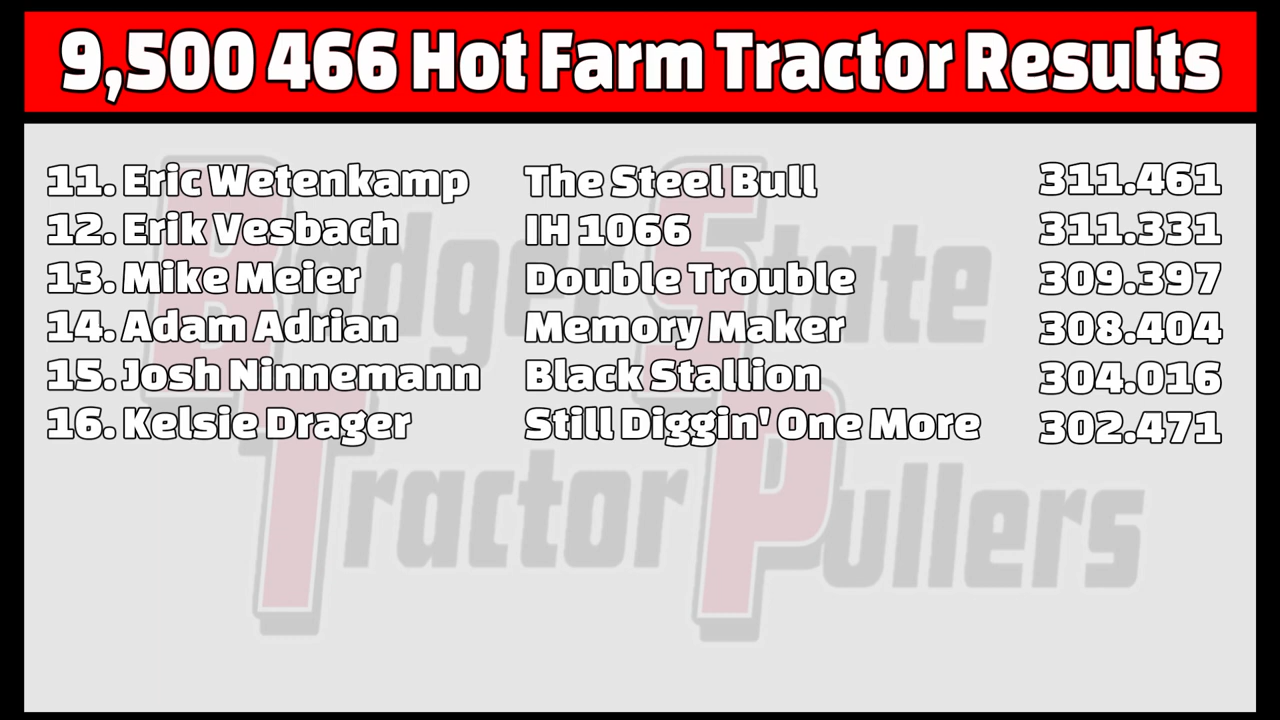 9,500 466 Hot Farm Tractor Results
11. Eric Wetenkamp The Steel Bull 311.461
12. Erik Vesbach IH 1066 311.331
13. Mike Meier Double Trouble 309.397
14. Adam Adrian Memory Maker 308.404
15. Josh Ninnemann Black Stallion 304.016
16. Kelsie Drager Still Diggin' One More 302.471
Badger State
Tractor Pullers